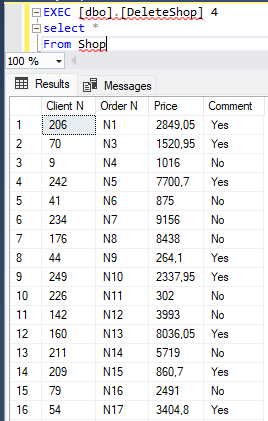 EXEC [dbo].[DeleteShop] 4
select *
From Shop
100 %
Results Messages
Client N Order N Price Comment
1 206 N1 2849,05 Yes
2 70 N3 1520,95 Yes
3 9 N4 1016 No
4 242 N5 7700,7 Yes
5 41 N6 875 No
6 234 N7 9156 No
7 176 N8 8438 No
8 44 N9 264,1 Yes
9 249 N10 2337,95 Yes
10 226 N11 302 No
11 142 N12 3993 No
12 160 N13 8036,05 Yes
13 211 N14 5719 No
14 209 N15 860,7 Yes
15 79 N16 2491 No
16 54 N17 3404,8 Yes